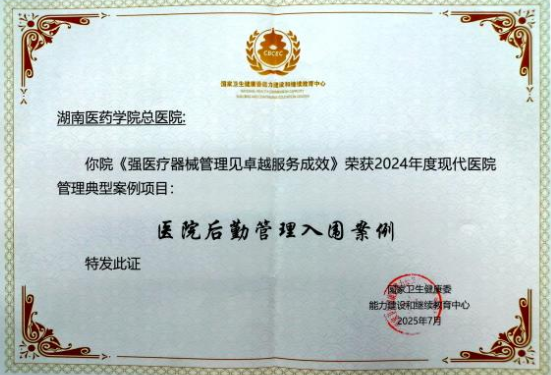 CBCEC
国家卫生健康委能力建设和继续教育中心
湖南医药学院总医院:
你院《强医疗器械管理见卓越服务成效》荣获2024年度现代医院
管理典型案例项目:
医院后勤管理入围案例
特发此证
国家卫生健康委
能力建设和继续教育中心
2025年7月